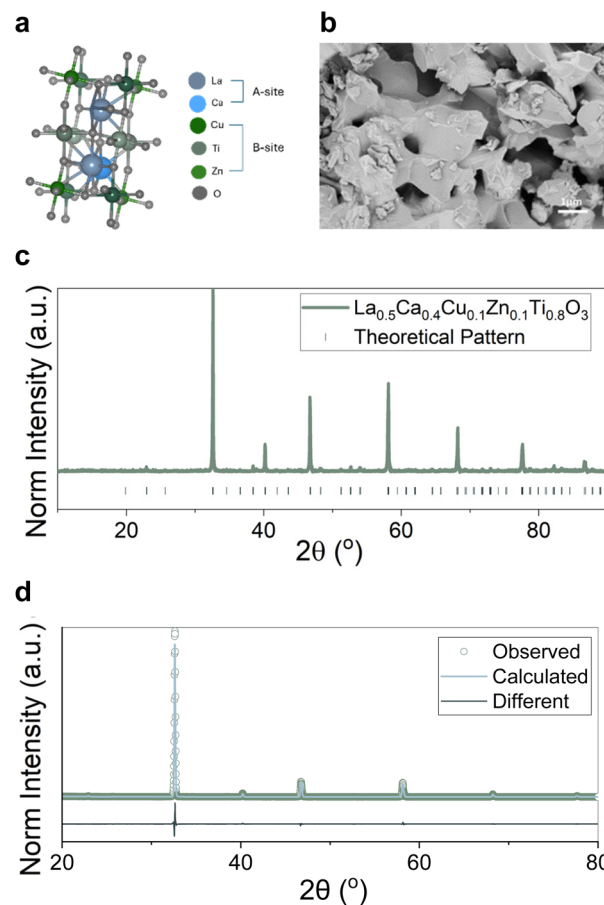 a
La
Ca
A-site
Cu
Ti
B-site
Zn
O
b
1μm
c
Norm Intensity (a.u.)
La0.5Ca0.4Cu0.1Zn0.1Ti0.8O3
Theoretical Pattern
20 40 60 80
2θ (°)
d
Norm Intensity (a.u.)
Observed
Calculated
Different
20 40 60 80
2θ (°)